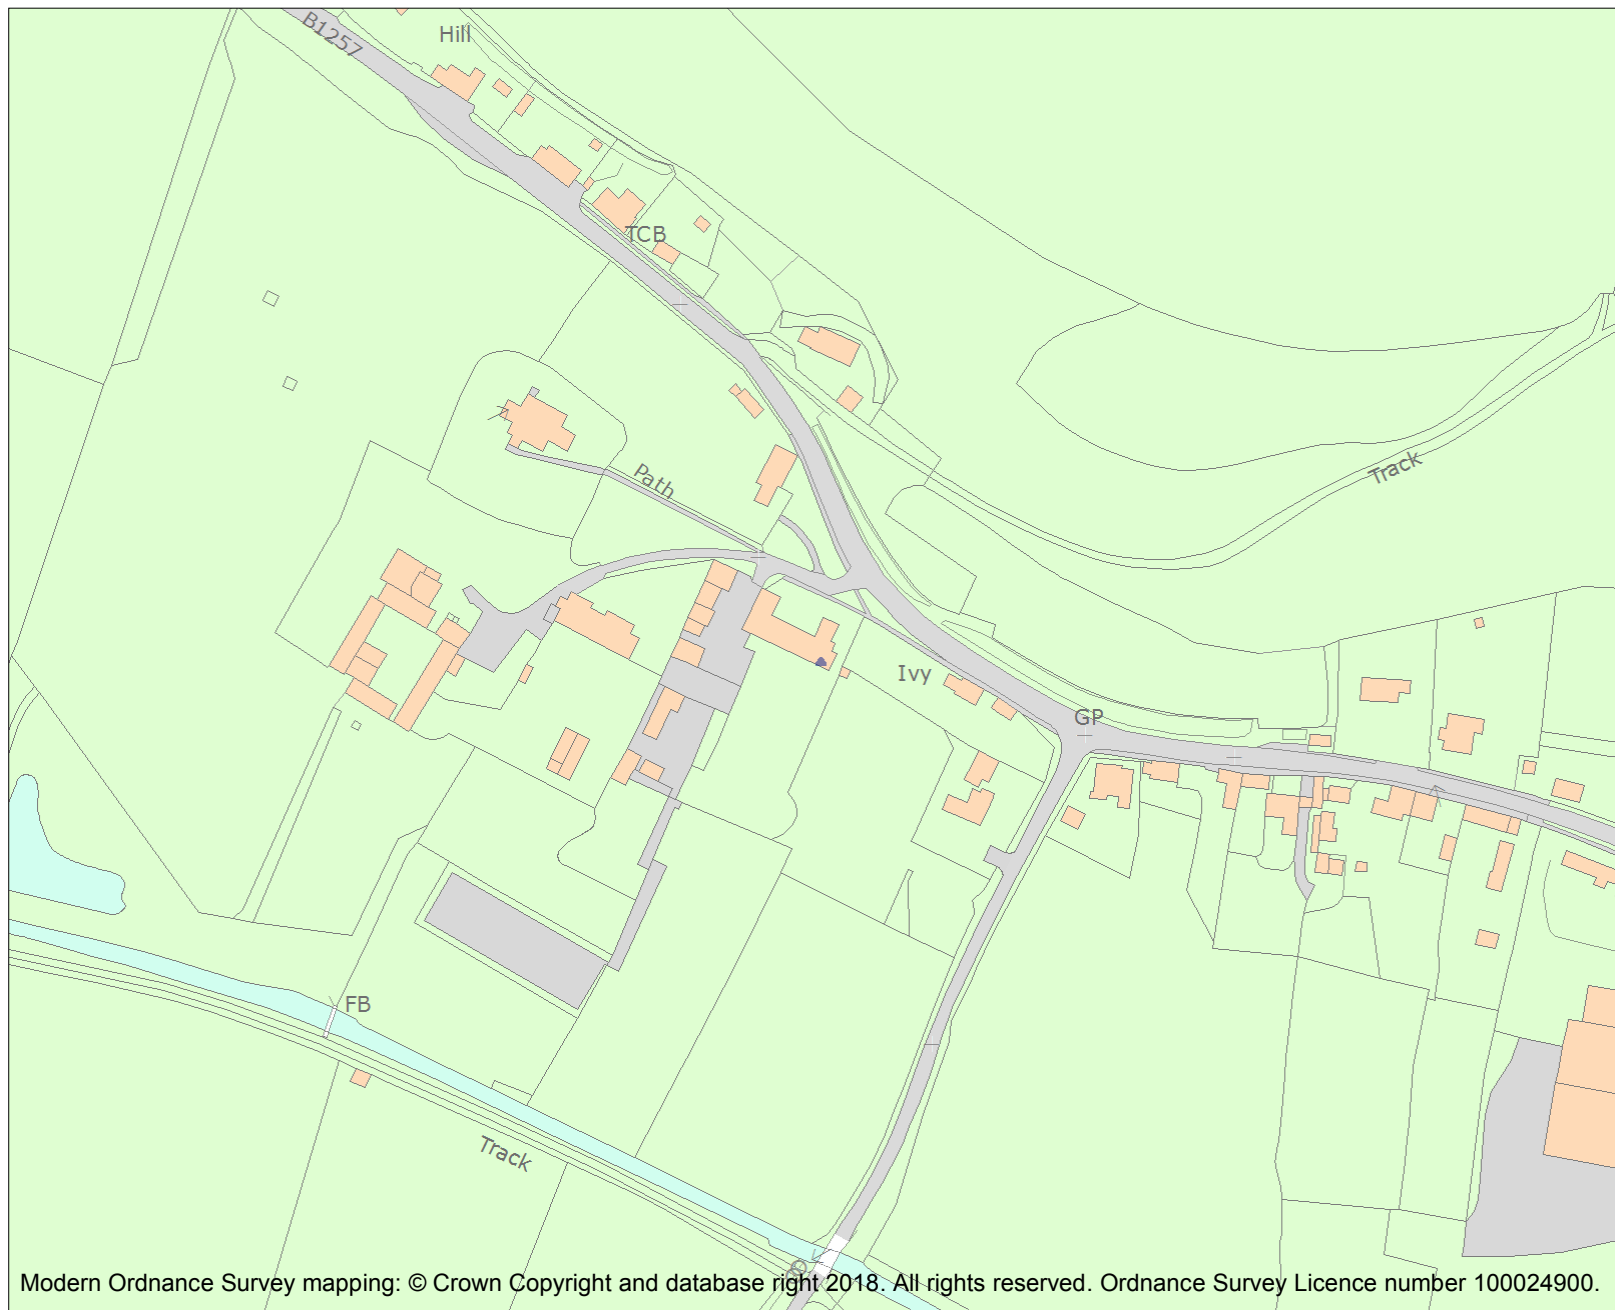 B1257
Hill
TCB
Track
Path
Ivy
GP
FB
Track
Modern Ordnance Survey mapping: © Crown Copyright and database right 2018. All rights reserved. Ordnance Survey Licence number 100024900.